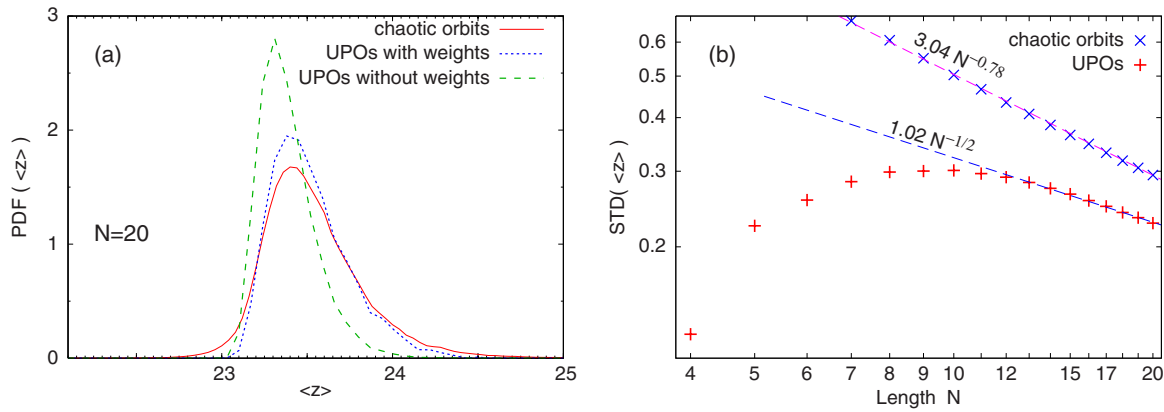 (a)
chaotic orbits
UPOs with weights
UPOs without weights
N=20
PDF ( <z> )
3
2
1
0
23
24
25
<z>
(b)
chaotic orbits
UPOs
3.04 N^−0.78
1.02 N^−1/2
STD( <z> )
0.6
0.5
0.4
0.3
0.2
4 5 6 7 8 9 10 12 15 17 20
Length N